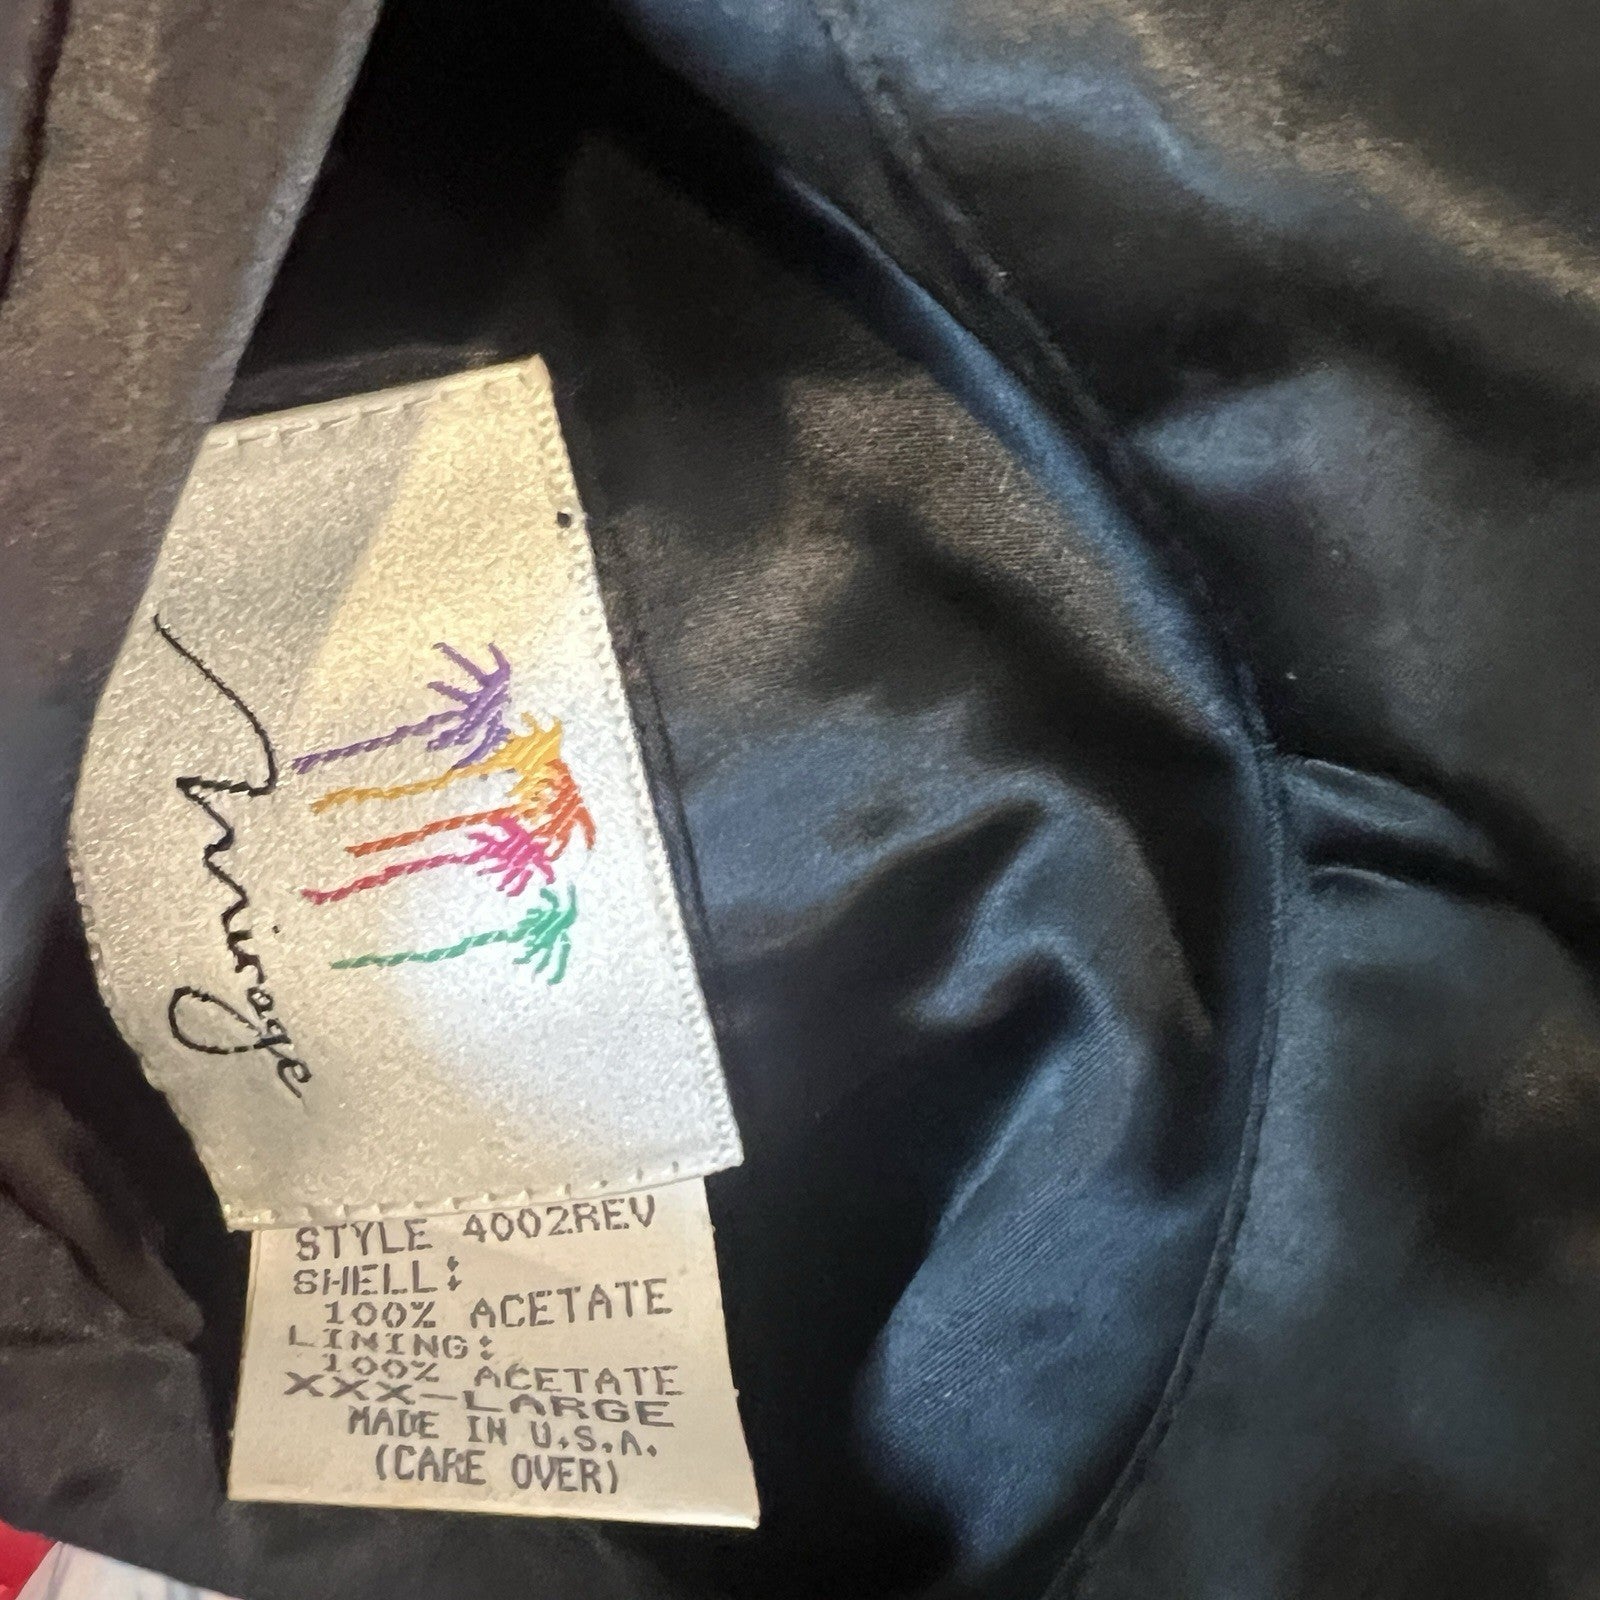 Mirage
STYLE 4002REV
SHELL:
100% ACETATE
LINING:
100% ACETATE
XXX-LARGE
MADE IN U.S.A.
(CARE OVER)